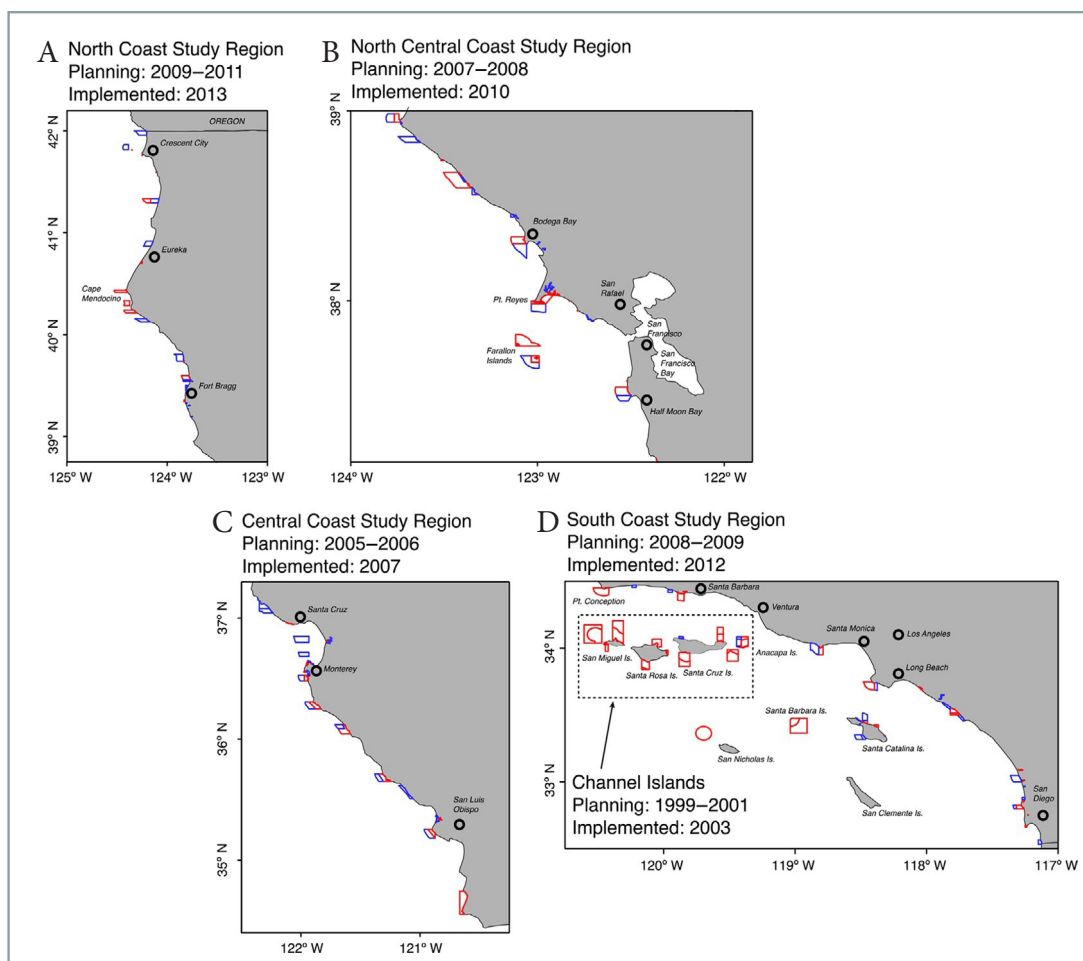 A
North Coast Study Region
Planning: 2009–2011
Implemented: 2013
OREGON
Crescent City
Eureka
Cape
Mendocino
Fort Bragg
42° N
41° N
40° N
39° N
125° W
124° W
123° W
B
North Central Coast Study Region
Planning: 2007–2008
Implemented: 2010
39° N
38° N
Bodega Bay
Pt. Reyes
San
Rafael
San
Francisco
San
Francisco
Bay
Farallon
Islands
Half Moon Bay
124° W
123° W
122° W
C
Central Coast Study Region
Planning: 2005–2006
Implemented: 2007
37° N
36° N
35° N
Santa Cruz
Monterey
San Luis
Obispo
122° W
121° W
D
South Coast Study Region
Planning: 2008–2009
Implemented: 2012
34° N
33° N
Santa Barbara
Pt. Conception
Ventura
Santa Monica
Los Angeles
Long Beach
San Miguel Is.
Santa Rosa Is.
Santa Cruz Is.
Anacapa Is.
Santa Barbara Is.
San Nicholas Is.
Santa Catalina Is.
San Clemente Is.
San
Diego
Channel Islands
Planning: 1999–2001
Implemented: 2003
120° W
119° W
118° W
117° W